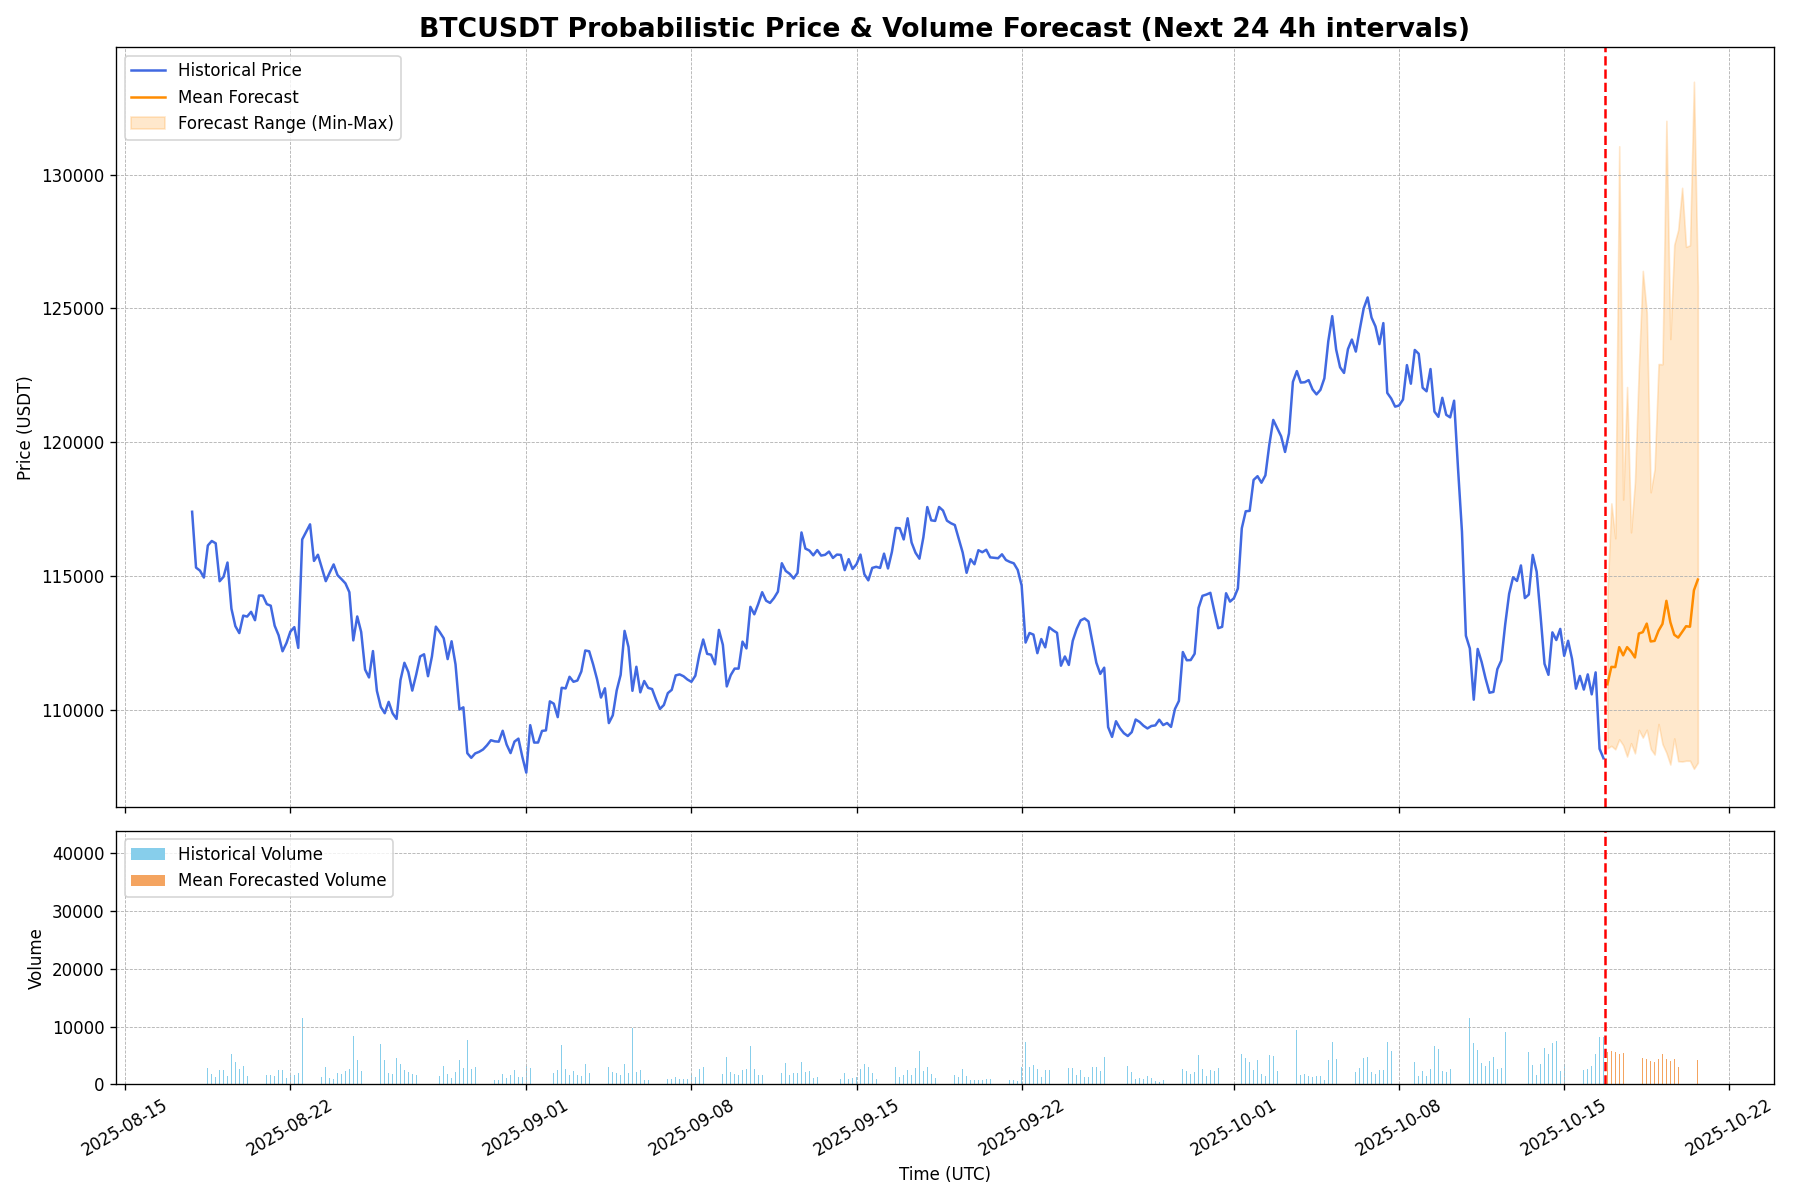 BTCUSDT Probabilistic Price & Volume Forecast (Next 24 4h intervals)
Historical Price
Mean Forecast
Forecast Range (Min-Max)
130000
125000
120000
115000
110000
Price (USDT)
Historical Volume
Mean Forecasted Volume
40000
30000
20000
10000
0
Volume
2025-08-15
2025-08-22
2025-09-01
2025-09-08
2025-09-15
2025-09-22
2025-10-01
2025-10-08
2025-10-15
2025-10-22
Time (UTC)